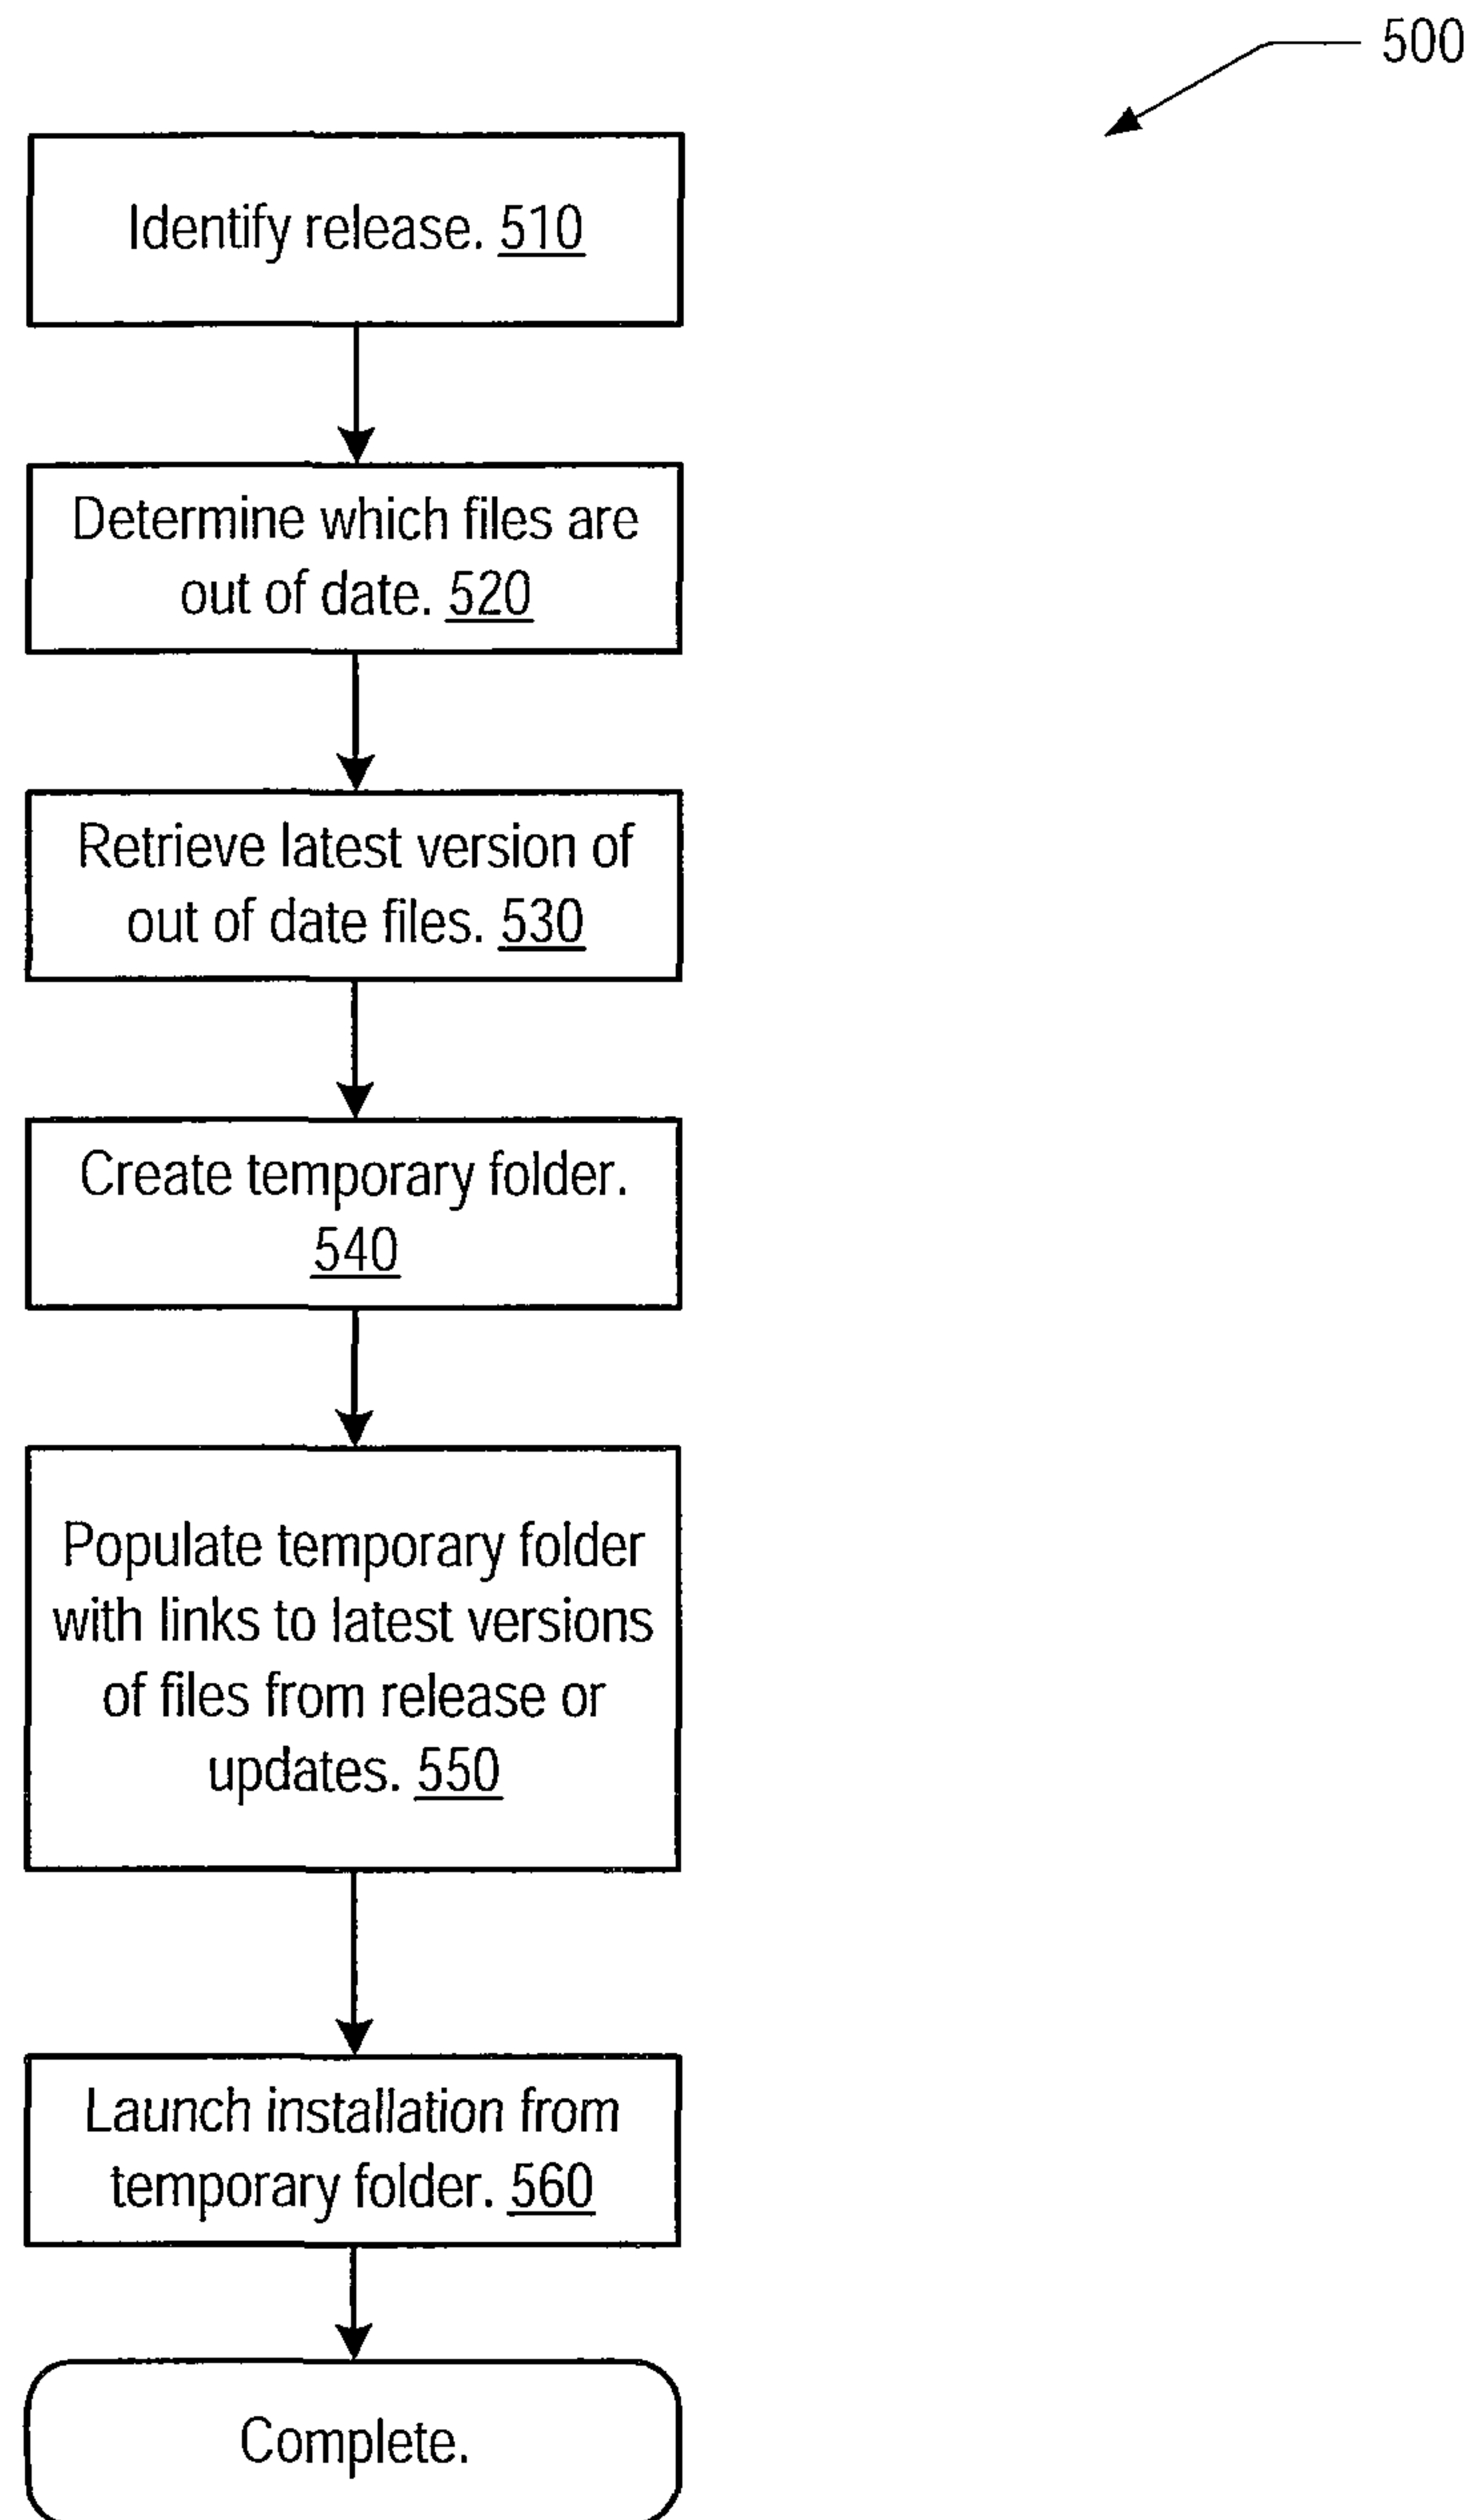 500
Identify release. 510
Determine which files are
out of date. 520
Retrieve latest version of
out of date files. 530
Create temporary folder.
540
Populate temporary folder
with links to latest versions
of files from release or
updates. 550
Launch installation from
temporary folder. 560
Complete.